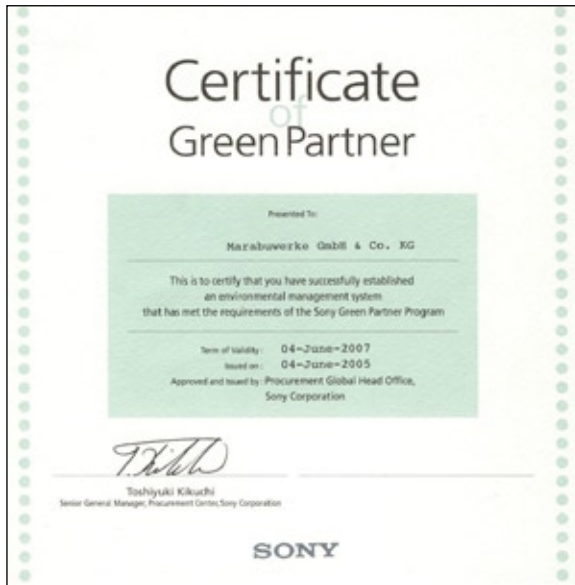 Certificate
of
Green Partner
Presented To:
Marabuwerke GmbH & Co. KG
This is to certify that you have successfully established
an environmental management system
that has met the requirements of the Sony Green Partner Program
Term of Validity: 04-June-2007
Issued on: 04-June-2005
Approved and issued by: Procurement Global Head Office,
Sony Corporation
Toshiyuki Kikuchi
Senior General Manager, Procurement Center, Sony Corporation
SONY